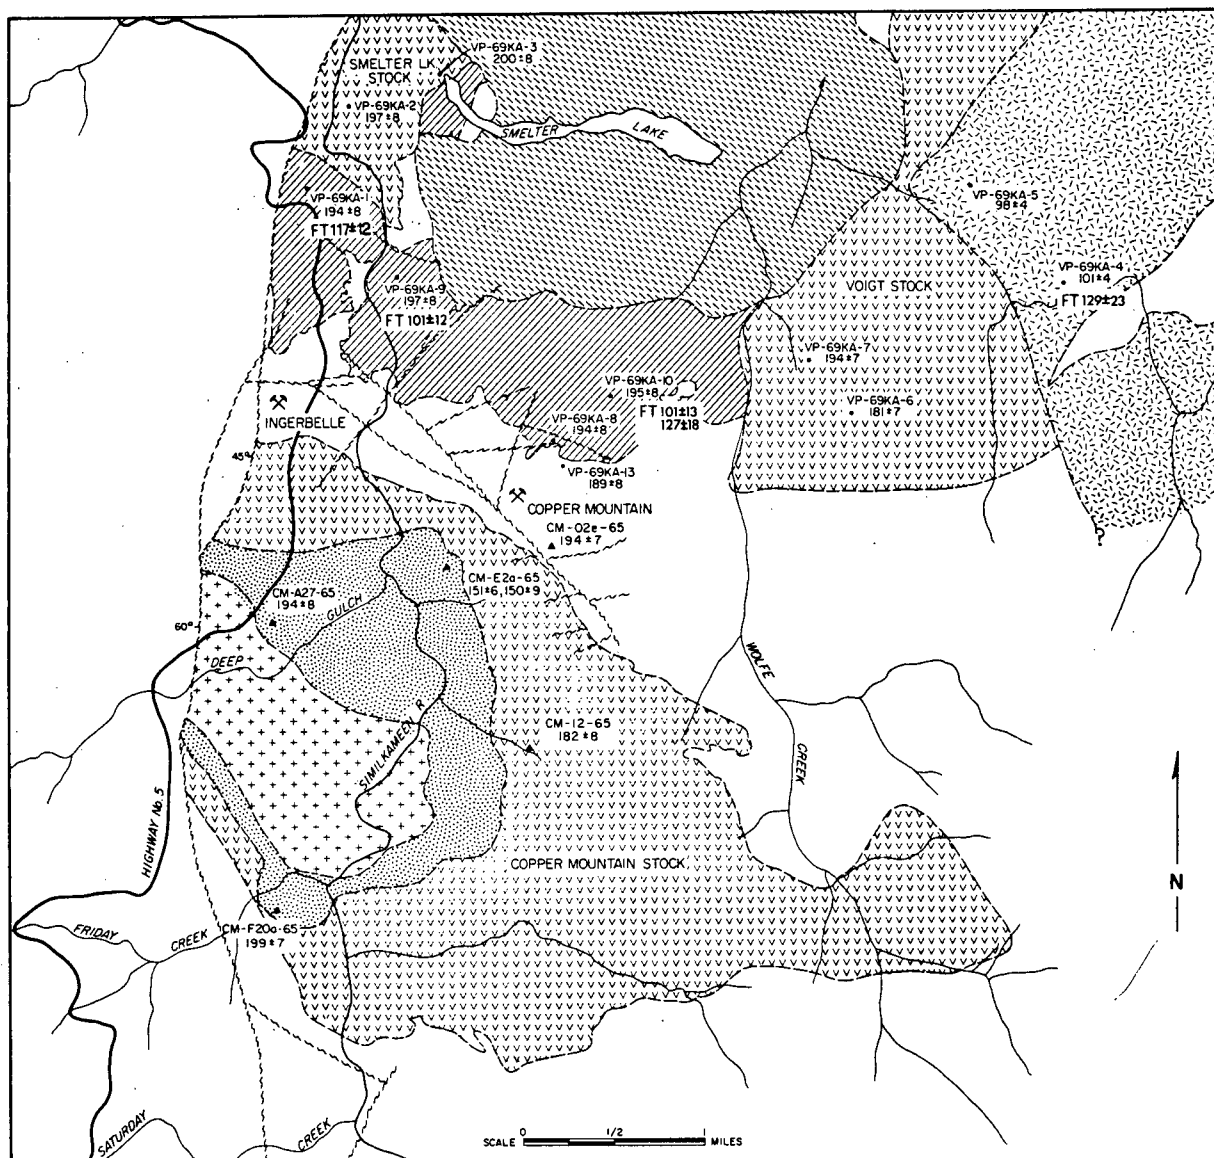 VP-69KA-3
200±8
SMELTER LK
STOCK
VP-69KA-2
197±8
SMELTER
LAKE
VP-69KA-1
194±8
FT 117±12
VP-69KA-5
98±4
VP-69KA-9
197±8
FT 101±12
VP-69KA-4
101±4
FT 129±23
VOIGT STOCK
VP-69KA-7
194±7
VP-69KA-10
195±8
FT 101±13
127±18
VP-69KA-6
181±7
INGERBELLE
VP-69KA-8
194±8
45°
VP-69KA-13
189±8
COPPER MOUNTAIN
CM-02e-65
194±7
CM-E2a-65
151±6, 150±9
CM-A27-65
194±8
GULCH
60°
DEEP
WOLFE
CREEK
SIMILKAMEEN R.
CM-12-65
182±8
HIGHWAY No. 5
COPPER MOUNTAIN STOCK
N
FRIDAY
CREEK
CM-F20a-65
199±7
?
SATURDAY
CREEK
SCALE 0 1/2 1 MILES